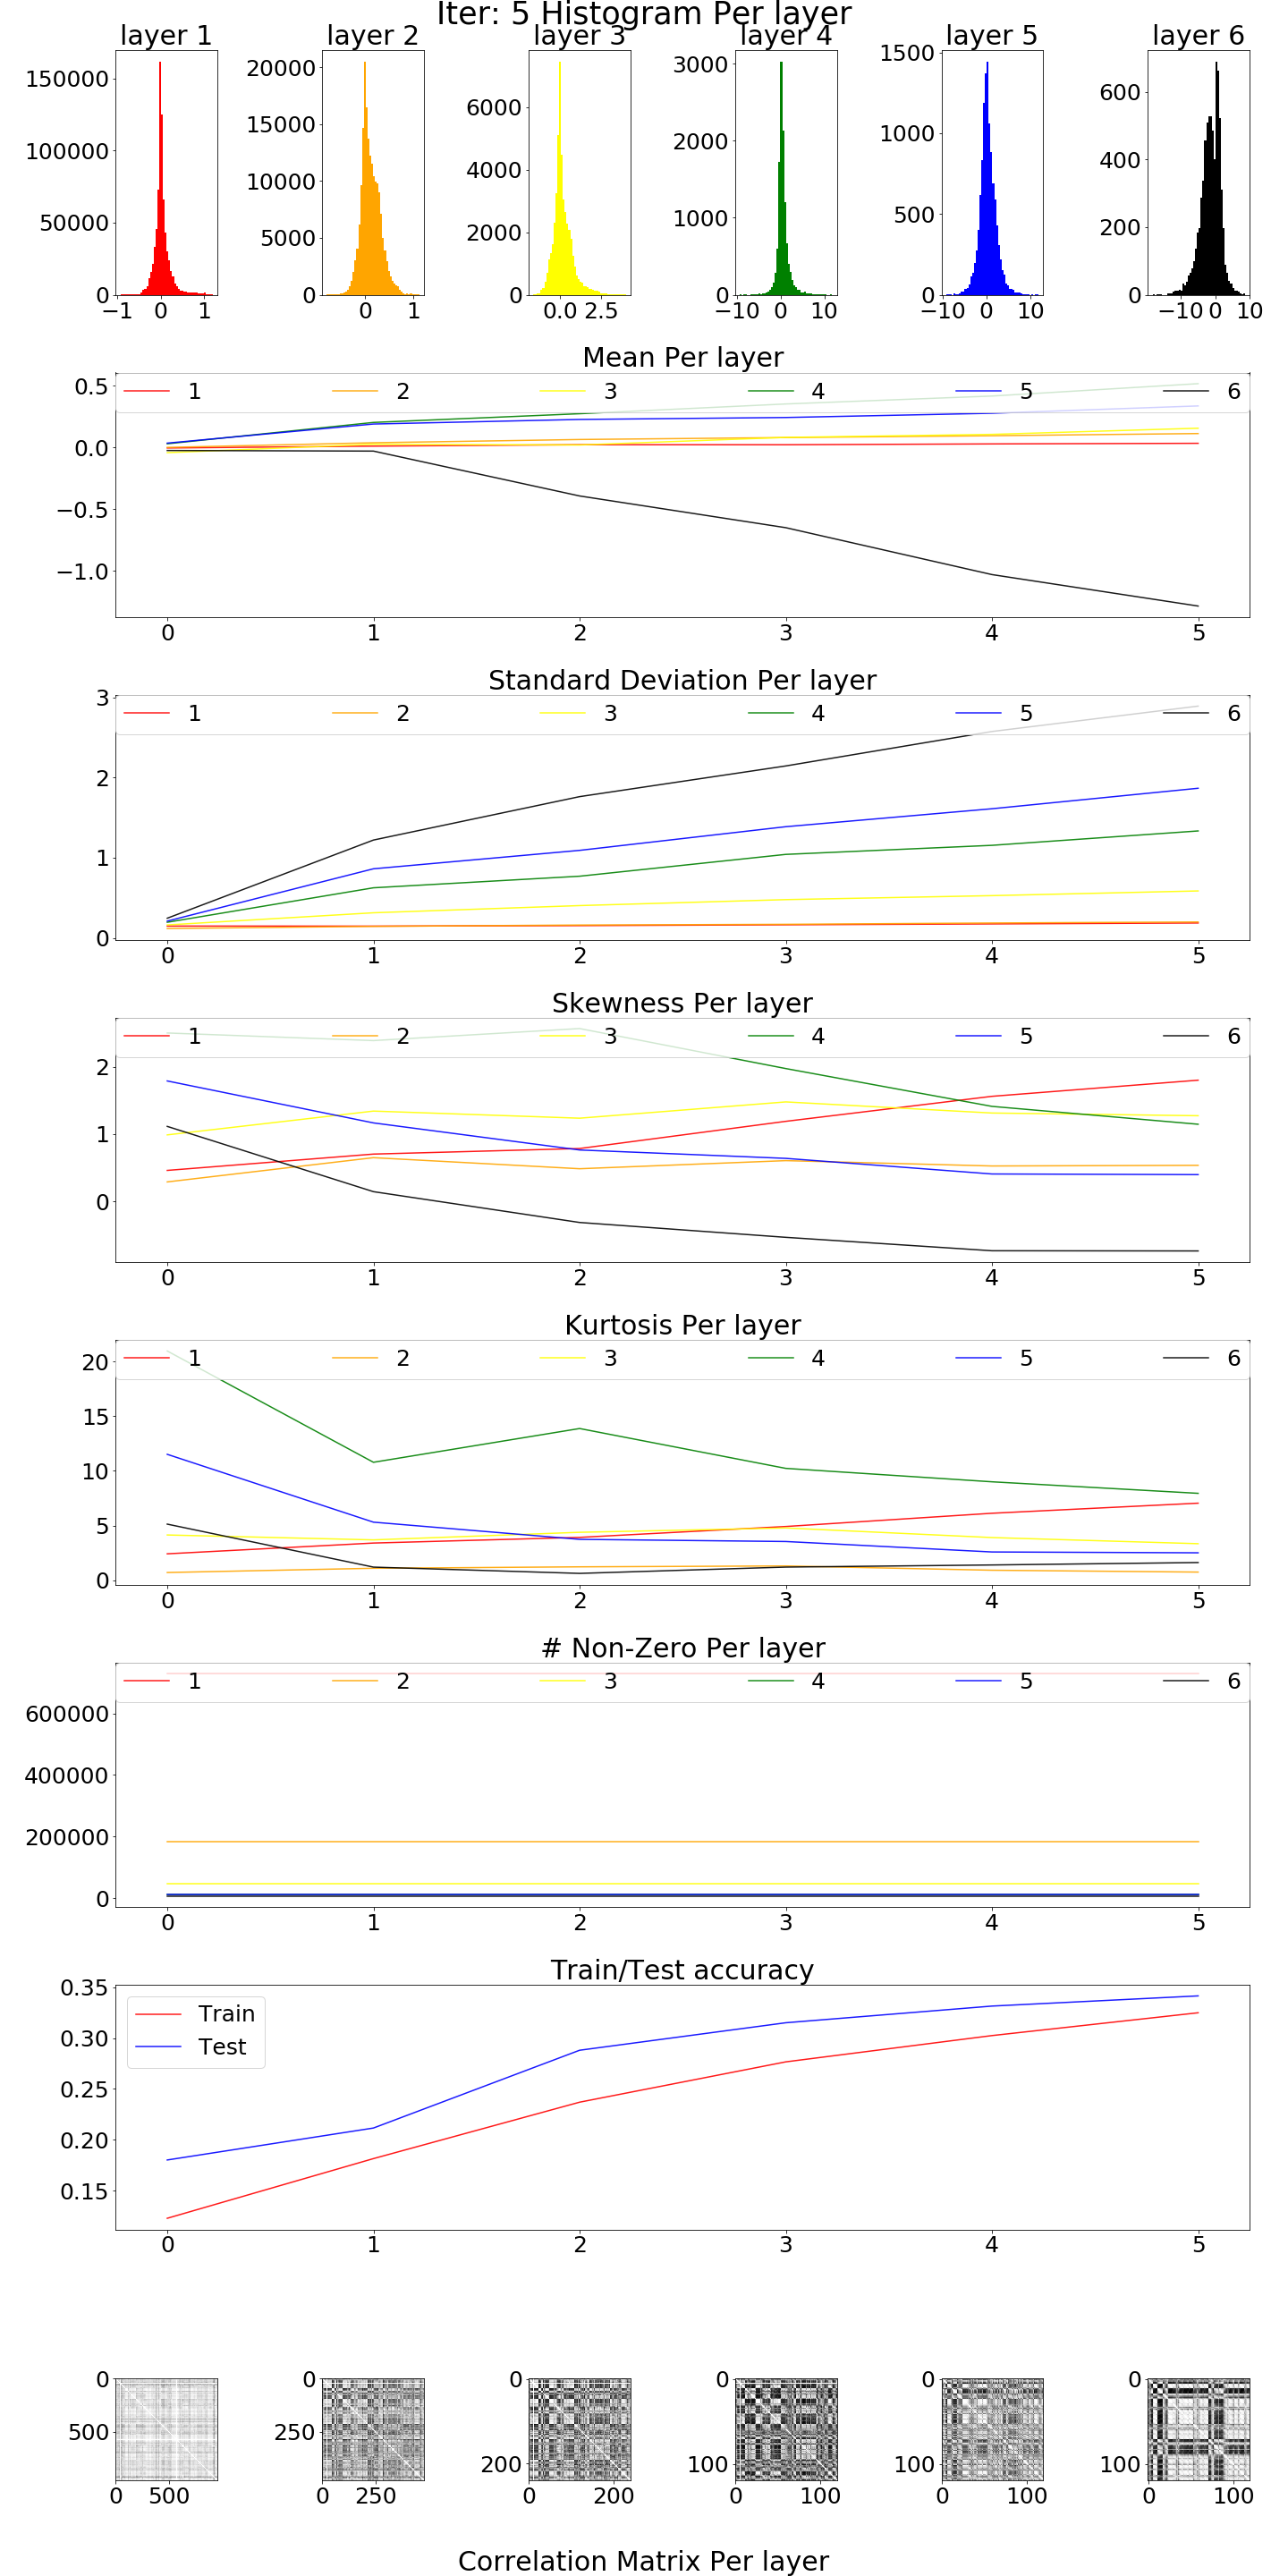 Iter: 5 Histogram Per layer
layer 1 layer 2 layer 3 layer 4 layer 5 layer 6
150000 100000 50000 0
−1 0 1
20000 15000 10000 5000 0
0 1
6000 4000 2000 0
0.0 2.5
3000 2000 1000 0
−10 0 10
1500 1000 500 0
−10 0 10
600 400 200 0
−10 0 10
Mean Per layer
1 2 3 4 5 6
0.5
0.0
−0.5
−1.0
0 1 2 3 4 5
Standard Deviation Per layer
1 2 3 4 5 6
3
2
1
0
0 1 2 3 4 5
Skewness Per layer
1 2 3 4 5 6
2
1
0
0 1 2 3 4 5
Kurtosis Per layer
1 2 3 4 5 6
20
15
10
5
0
0 1 2 3 4 5
# Non-Zero Per layer
1 2 3 4 5 6
600000
400000
200000
0
0 1 2 3 4 5
Train/Test accuracy
Train
Test
0.35
0.30
0.25
0.20
0.15
0 1 2 3 4 5
0 500
0 500
0 250
0 250
0 200
0 200
0 100
0 100
0 100
0 100
0 100
0 100
Correlation Matrix Per layer